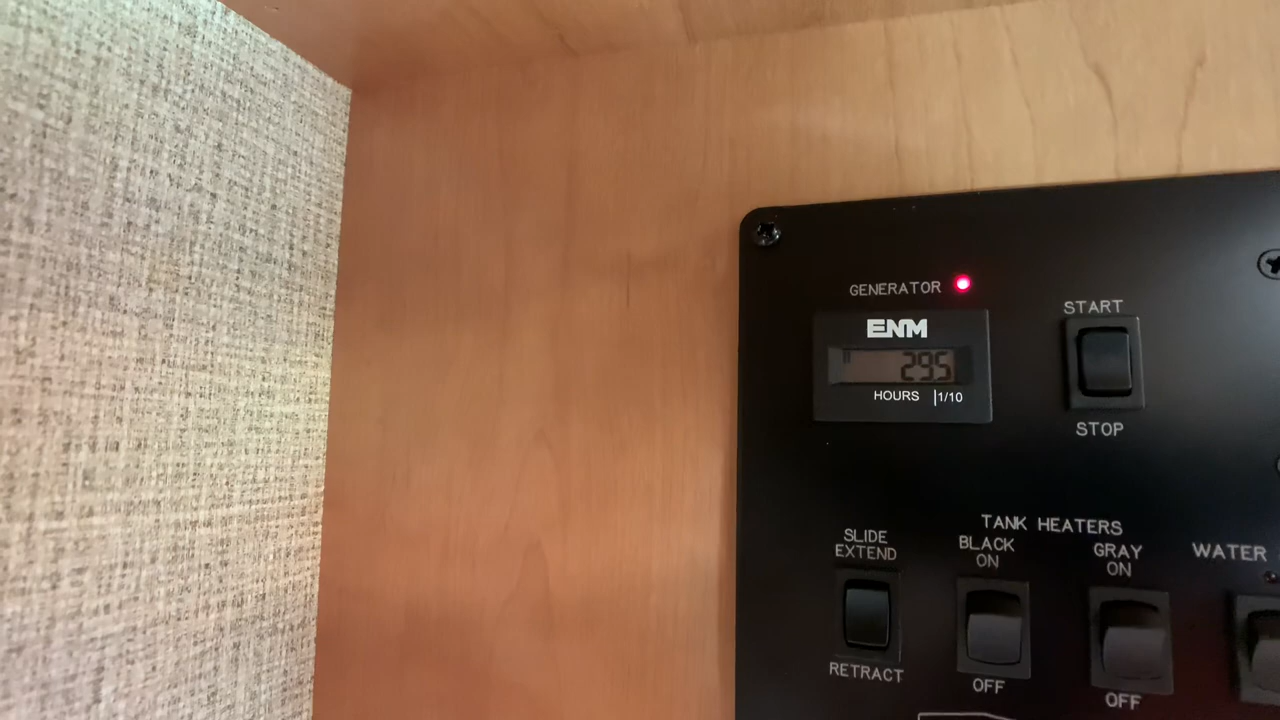 GENERATOR
ENM
295
HOURS 1/10
START
STOP
TANK HEATERS
SLIDE
EXTEND
BLACK
ON
GRAY
ON
WATER
RETRACT
OFF
OFF